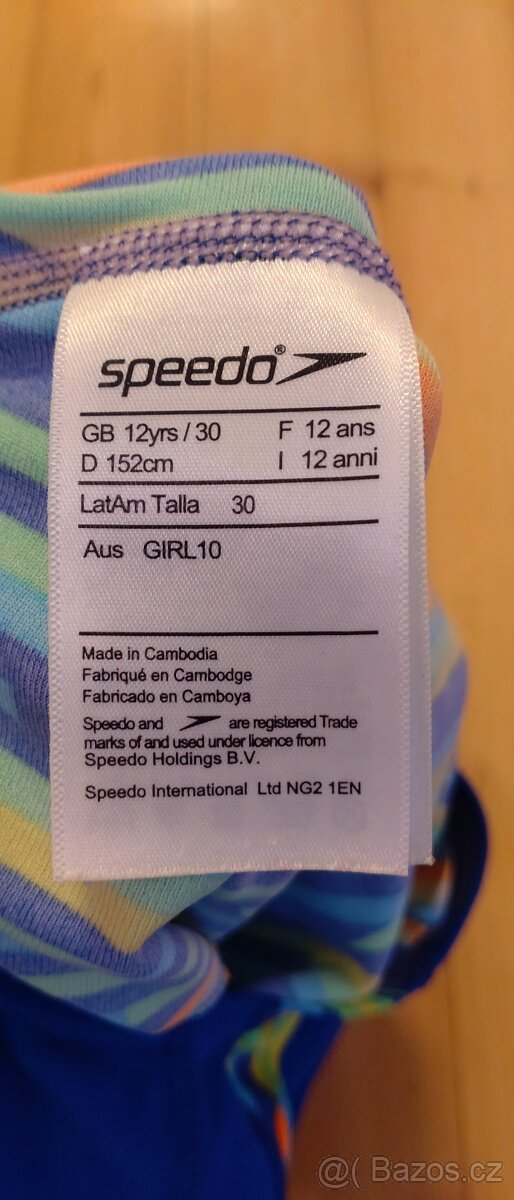 speedo®
GB 12yrs / 30 F 12 ans
D 152cm I 12 anni
LatAm Talla 30
Aus GIRL10
Made in Cambodia
Fabriqué en Cambodge
Fabricado en Camboya
Speedo and are registered Trade
marks of and used under licence from
Speedo Holdings B.V.
Speedo International Ltd NG2 1EN
@( Bazos.cz